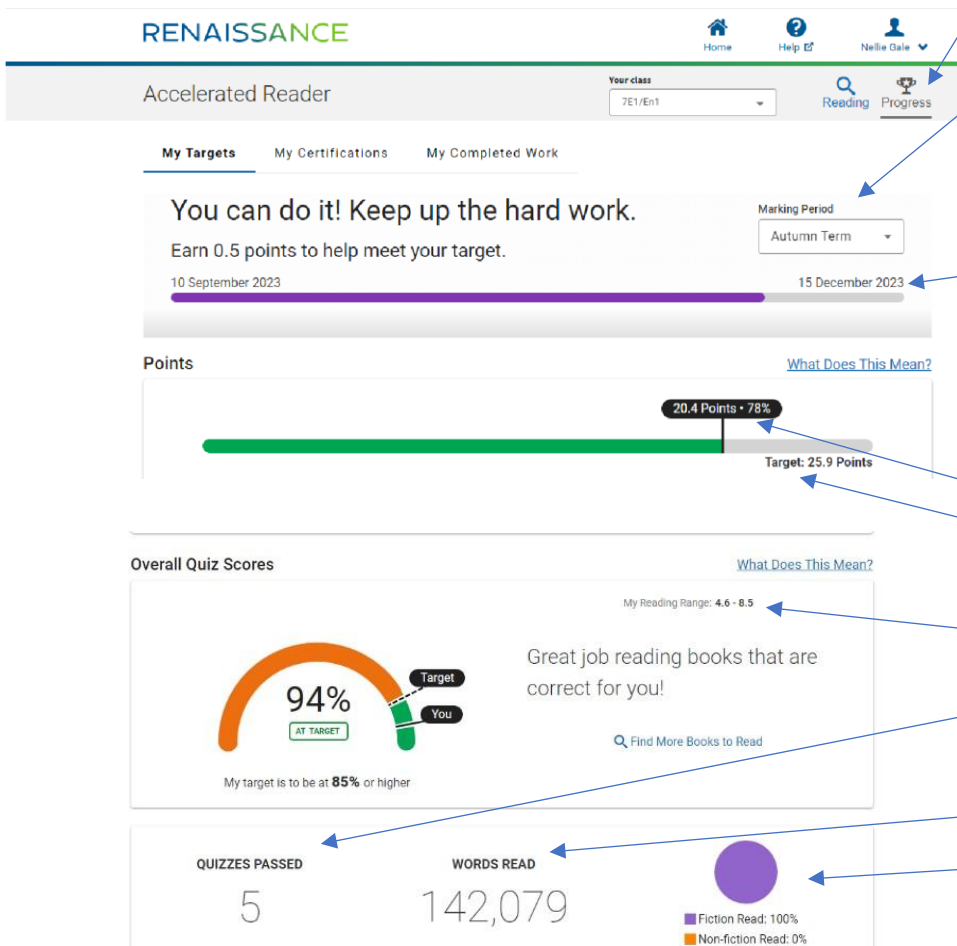 RENAISSANCE
Home
Help
Nellie Gale
Accelerated Reader
Your class
7E1/En1
Reading
Progress
My Targets
My Certifications
My Completed Work
You can do it! Keep up the hard work.
Marking Period
Autumn Term
Earn 0.5 points to help meet your target.
10 September 2023
15 December 2023
Points
What Does This Mean?
20.4 Points • 78%
Target: 25.9 Points
Overall Quiz Scores
What Does This Mean?
My Reading Range: 4.6 - 8.5
Great job reading books that are
correct for you!
Target
94%
You
AT TARGET
Find More Books to Read
My target is to be at 85% or higher
QUIZZES PASSED
5
WORDS READ
142,079
Fiction Read: 100%
Non-fiction Read: 0%